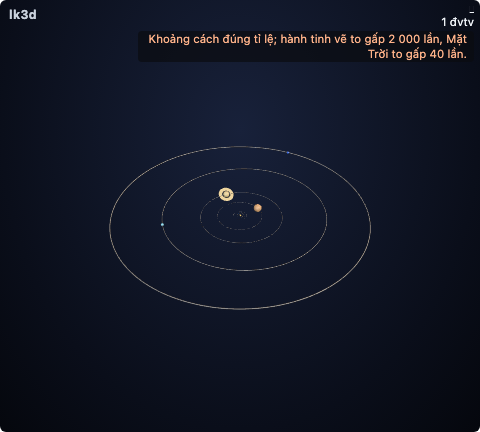 lk3d
1 đvtv
Khoảng cách đúng tỉ lệ; hành tinh vẽ to gấp 2 000 lần, Mặt
Trời to gấp 40 lần.